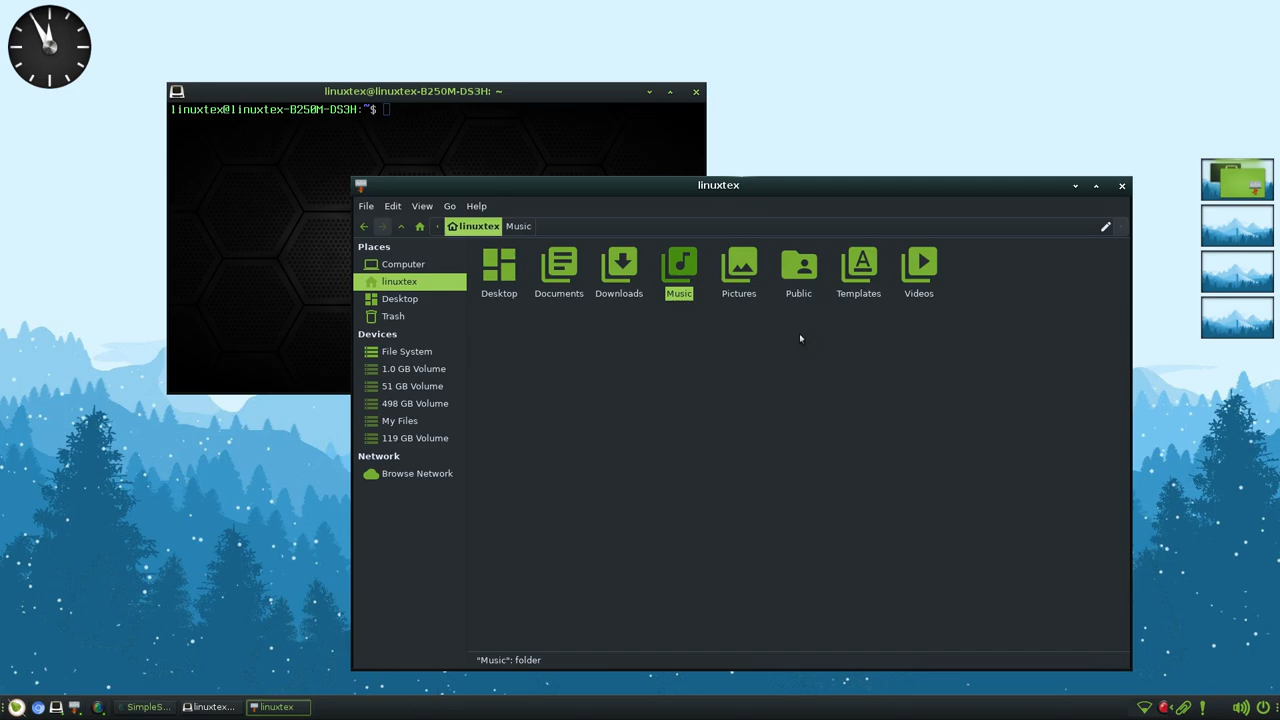 linuxtex@linuxtex-B250M-DS3H: ~
linuxtex@linuxtex-B250M-DS3H:~$
linuxtex
File Edit View Go Help
linuxtex Music
Places
Computer
linuxtex
Desktop
Trash
Devices
File System
1.0 GB Volume
51 GB Volume
498 GB Volume
My Files
119 GB Volume
Network
Browse Network
Desktop Documents Downloads Music Pictures Public Templates Videos
"Music": folder
SimpleS... linuxtex... linuxtex